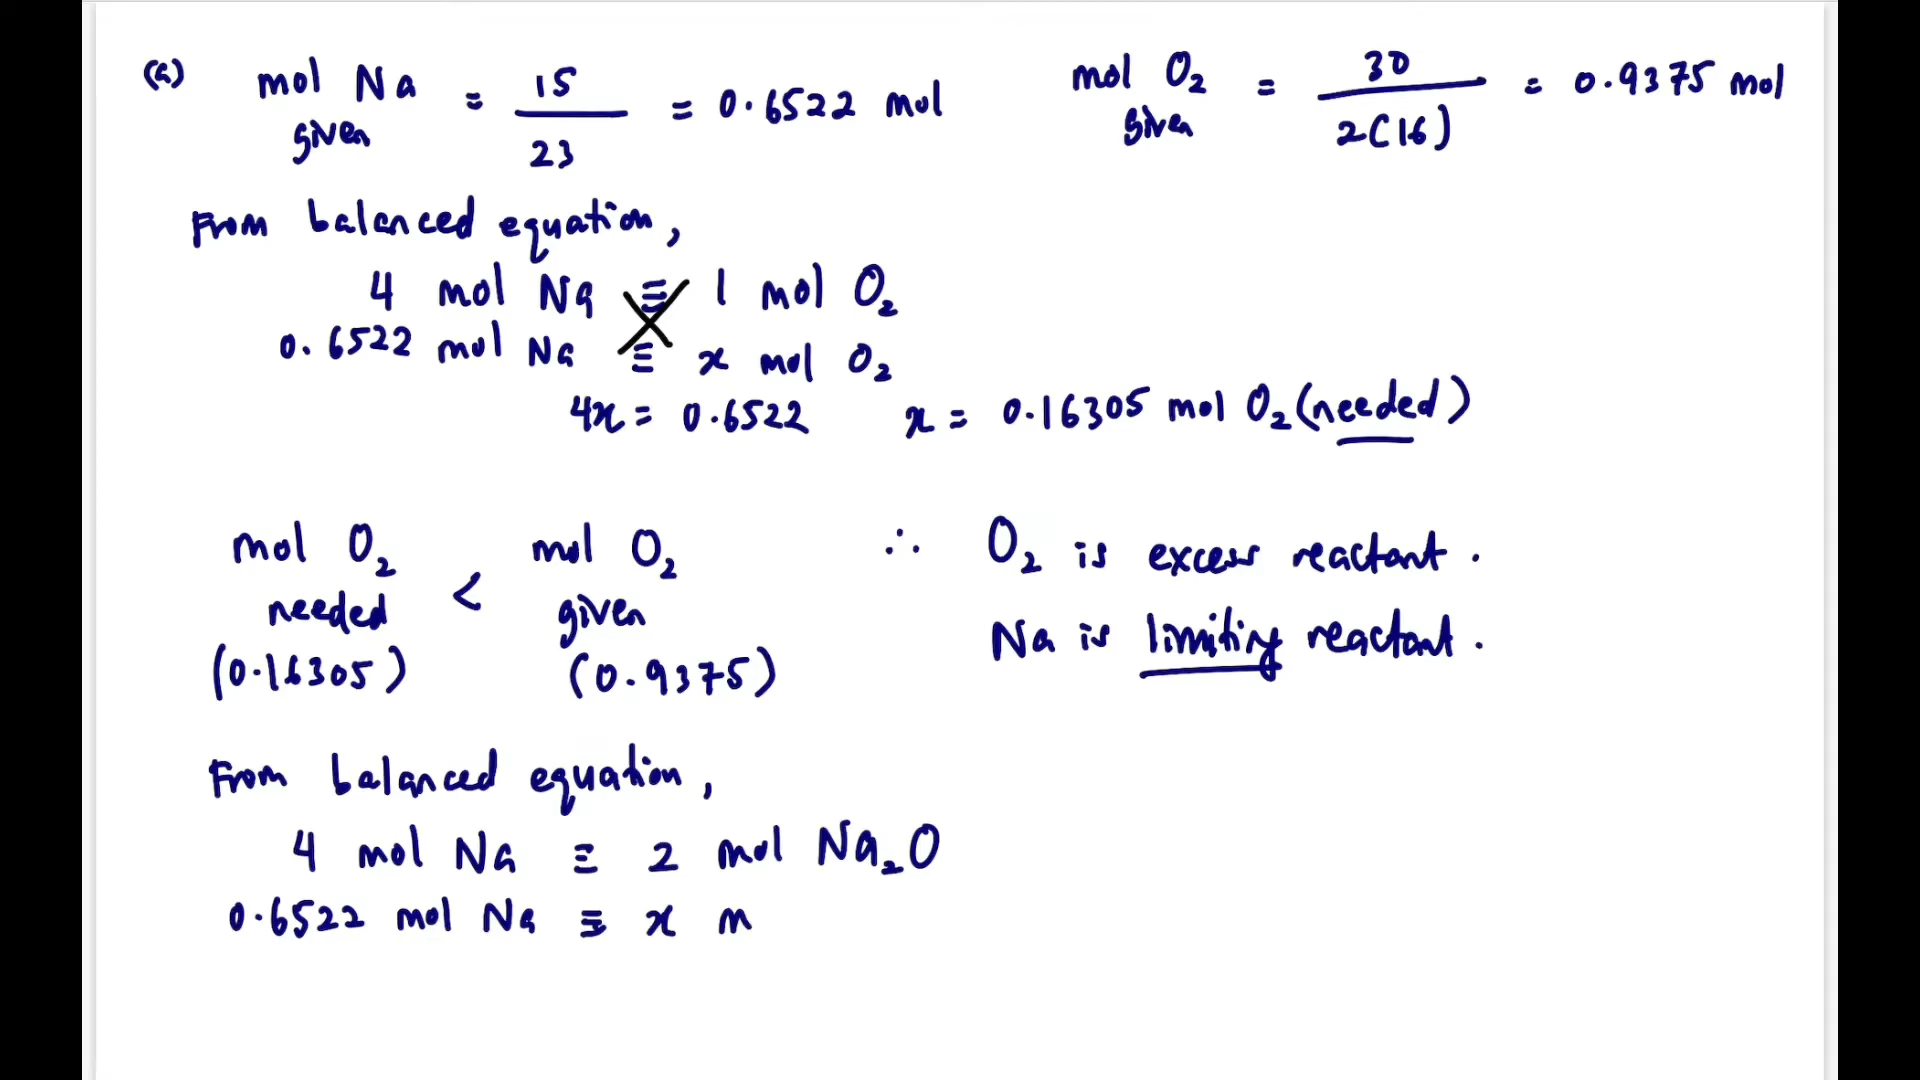 (a) mol Na given = 15/23 = 0.6522 mol
mol O₂ given = 30/2(16) = 0.9375 mol
From balanced equation,
4 mol Na ≡ 1 mol O₂
0.6522 mol Na ≡ x mol O₂
4x = 0.6522 x = 0.16305 mol O₂ (needed)
mol O₂ needed (0.16305) < mol O₂ given (0.9375)
∴ O₂ is excess reactant.
Na is limiting reactant.
From balanced equation,
4 mol Na ≡ 2 mol Na₂O
0.6522 mol Na ≡ x m